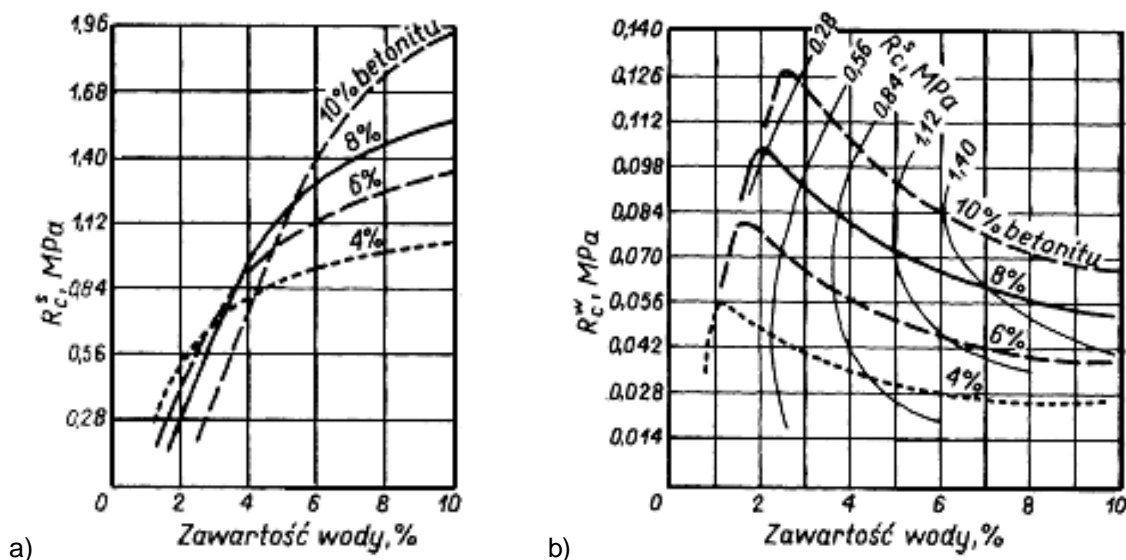 1,96
1,68
1,40
1,12
0,84
0,56
0,28
0
R_c^s, MPa
10% betonitu
8%
6%
4%
0 2 4 6 8 10
Zawartość wody, %
a)
0,140
0,126
0,112
0,098
0,084
0,070
0,056
0,042
0,028
0,014
0
R_c^w, MPa
0,28
0,56
R_c^s, MPa
0,84
1,12
1,40
10% betonitu
8%
6%
4%
2 4 6 8 10
Zawartość wody, %
b)